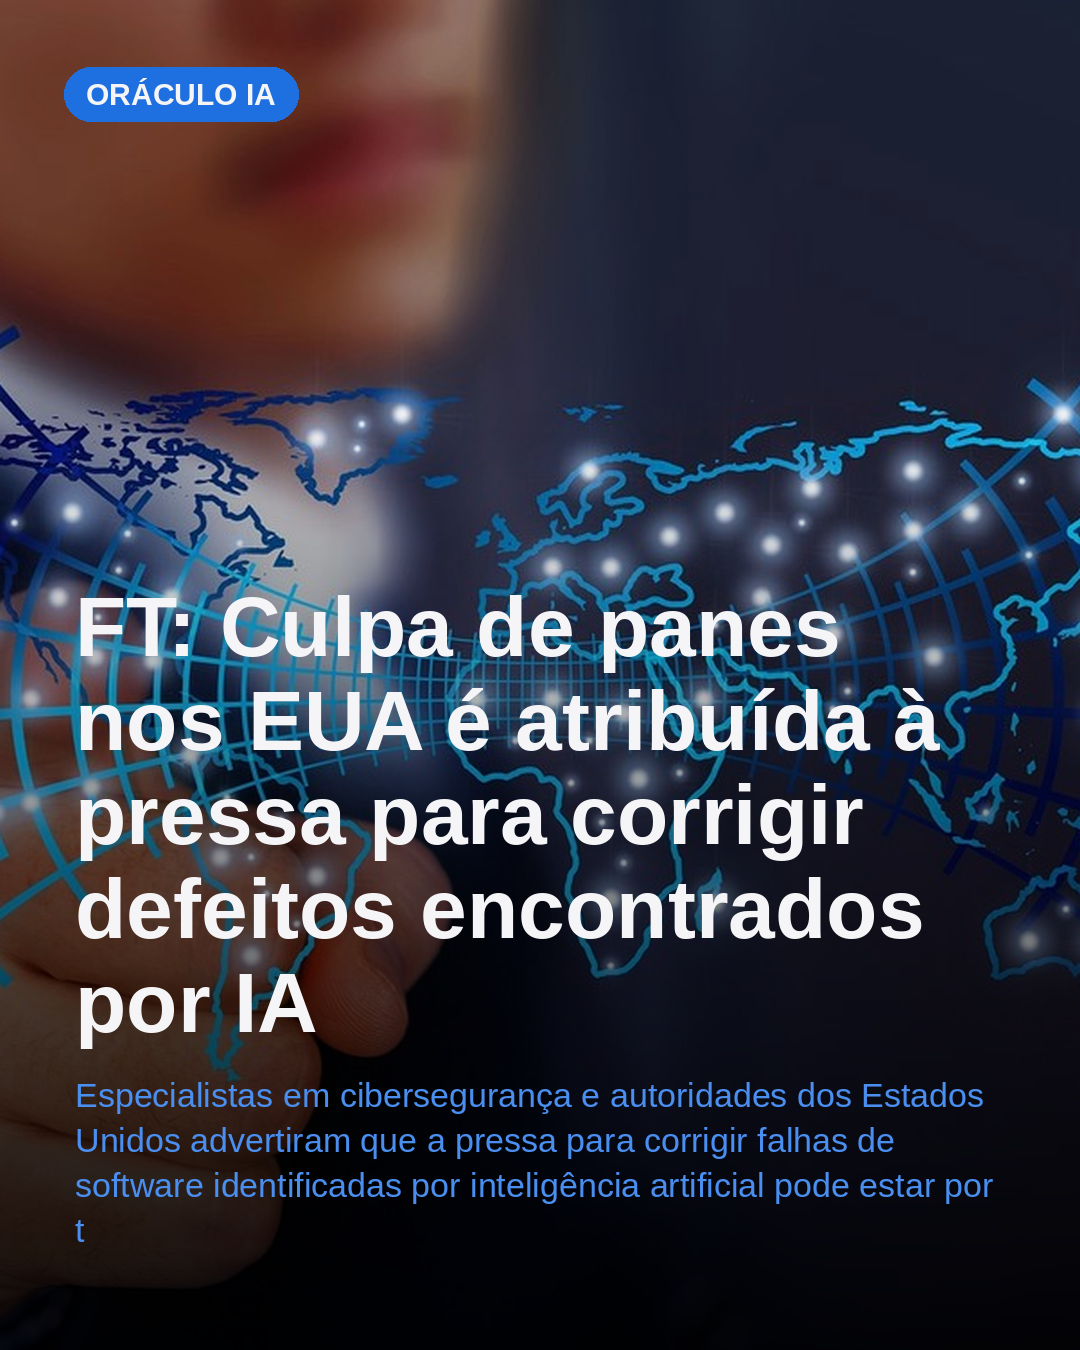 ORÁCULO IA
FT: Culpa de panes
nos EUA é atribuída à
pressa para corrigir
defeitos encontrados
por IA
Especialistas em cibersegurança e autoridades dos Estados
Unidos advertiram que a pressa para corrigir falhas de
software identificadas por inteligência artificial pode estar por
t